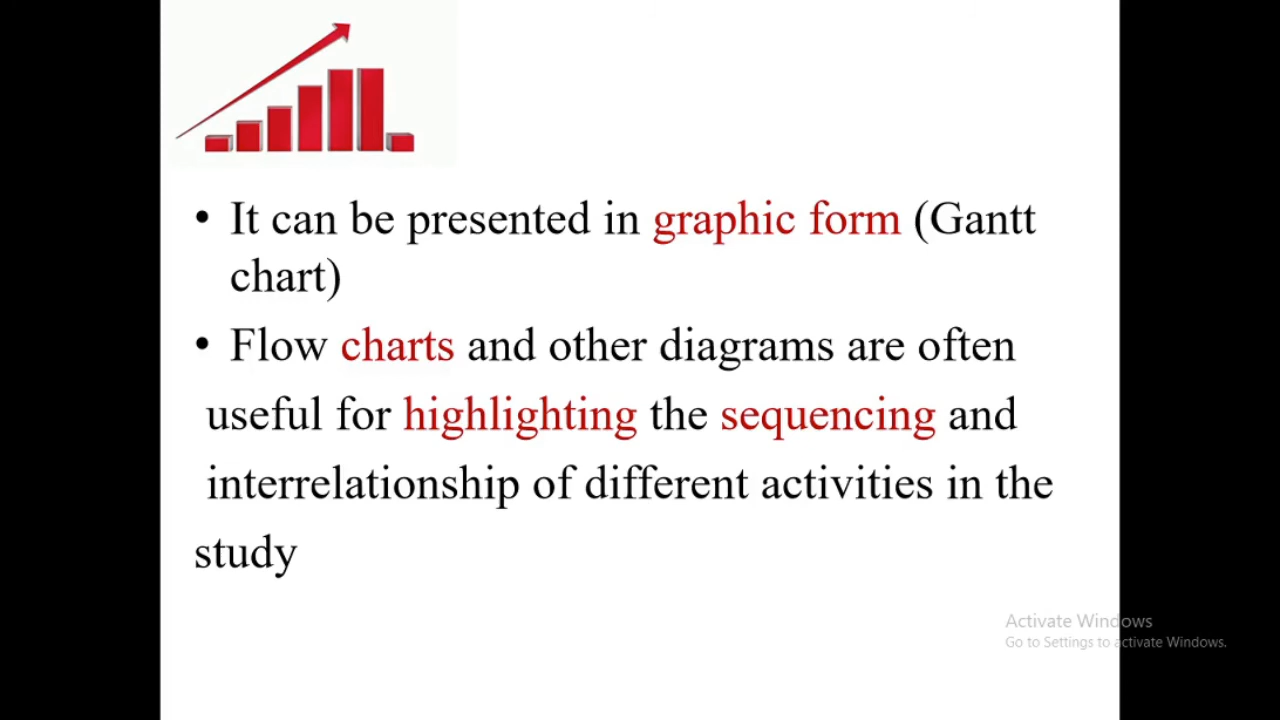 • It can be presented in graphic form (Gantt
chart)
• Flow charts and other diagrams are often
useful for highlighting the sequencing and
interrelationship of different activities in the
study
Activate Windows
Go to Settings to activate Windows.